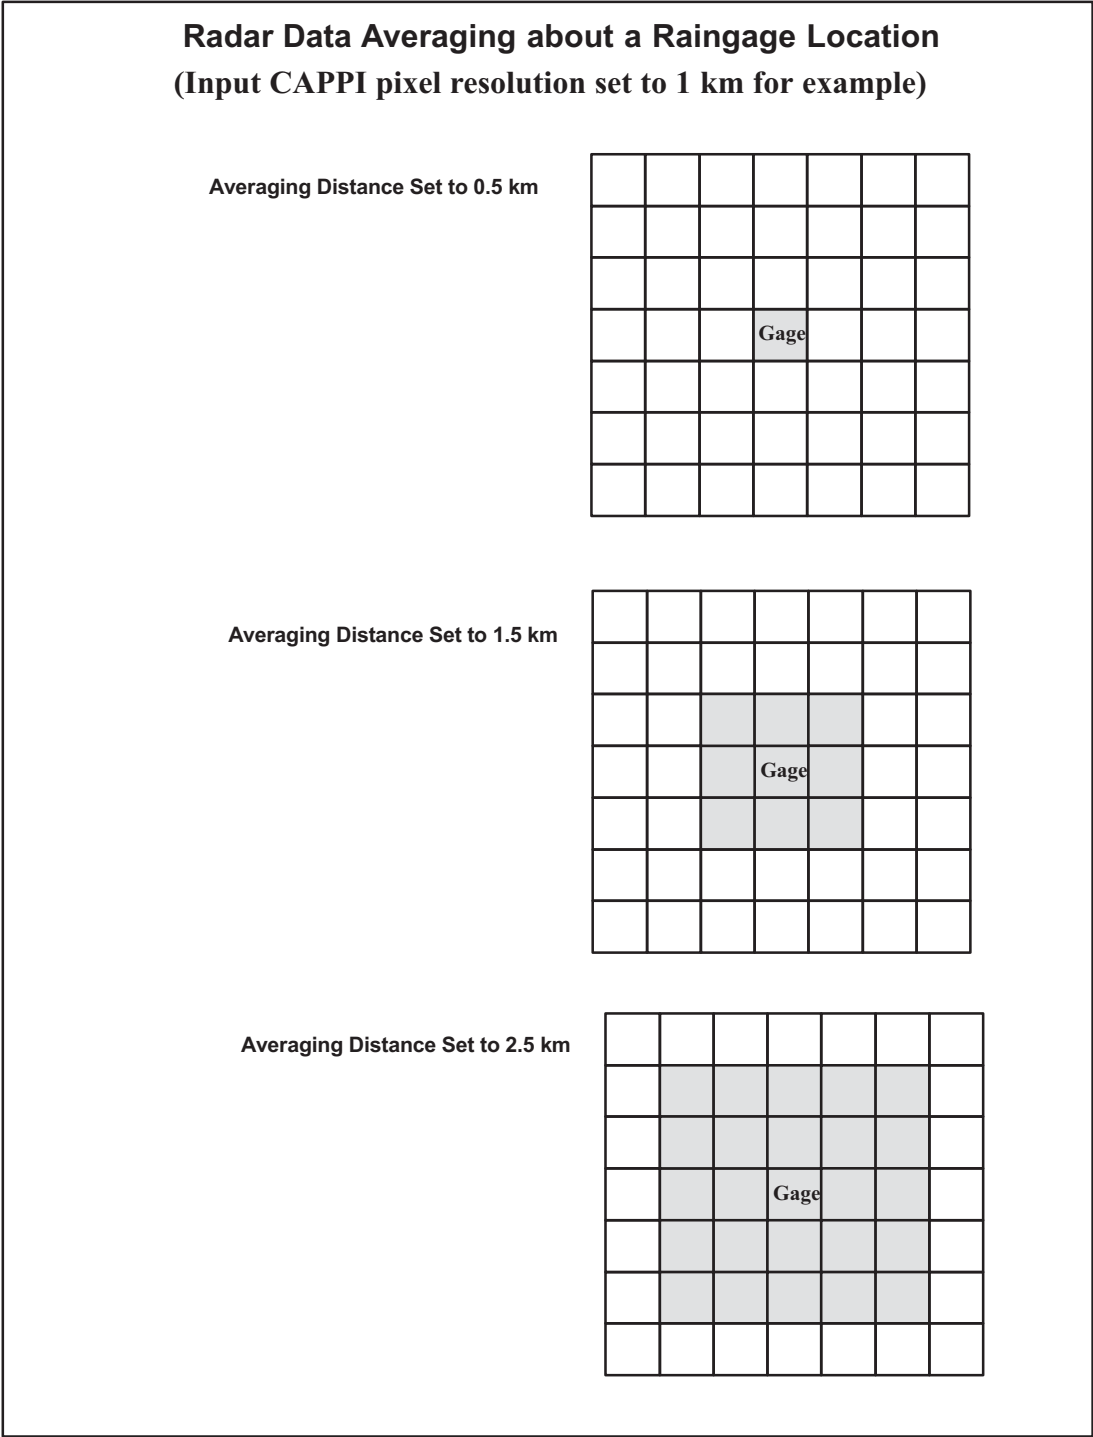 Radar Data Averaging about a Raingage Location
(Input CAPPI pixel resolution set to 1 km for example)
Averaging Distance Set to 0.5 km
Gage
Averaging Distance Set to 1.5 km
Gage
Averaging Distance Set to 2.5 km
Gage